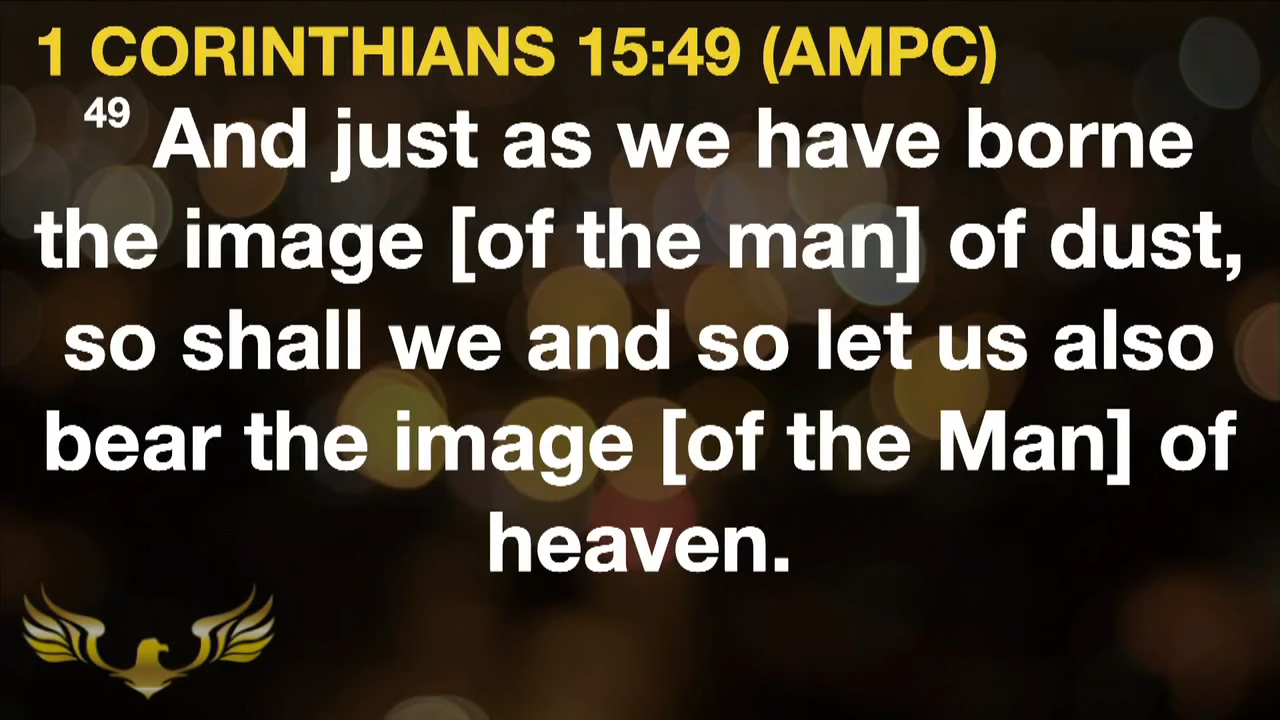 1 CORINTHIANS 15:49 (AMPC)
49 And just as we have borne
the image [of the man] of dust,
so shall we and so let us also
bear the image [of the Man] of
heaven.